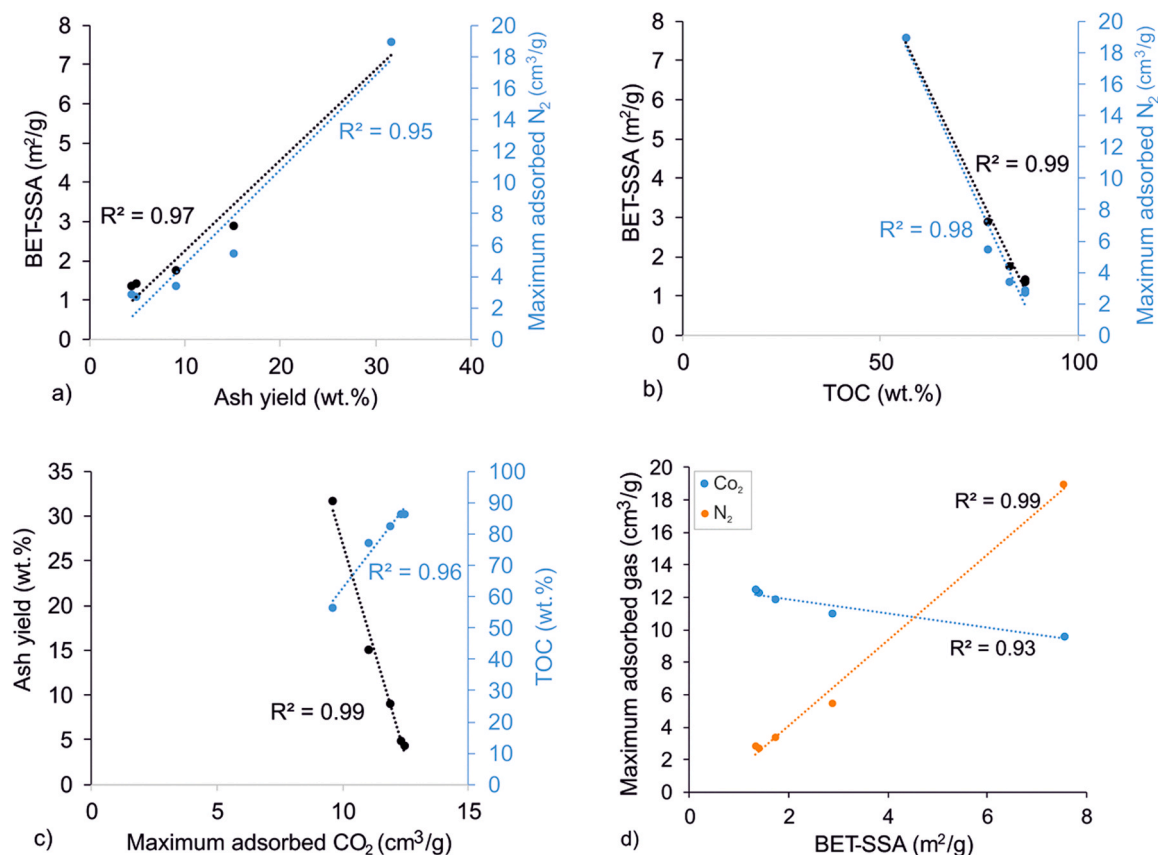 BET-SSA (m²/g)
8
7
6
5
4
3
2
1
0
R² = 0.97
R² = 0.95
20
18
16
14
12
10
8
6
4
2
0
Maximum adsorbed N₂ (cm³/g)
0 10 20 30 40
a) Ash yield (wt.%)
BET-SSA (m²/g)
8
7
6
5
4
3
2
1
0
R² = 0.99
R² = 0.98
20
18
16
14
12
10
8
6
4
2
0
Maximum adsorbed N₂ (cm³/g)
0 50 100
b) TOC (wt.%)
Ash yield (wt.%)
35
30
25
20
15
10
5
0
R² = 0.96
R² = 0.99
100
90
80
70
60
50
40
30
20
10
0
TOC (wt.%)
0 5 10 15
c) Maximum adsorbed CO₂ (cm³/g)
Maximum adsorbed gas (cm³/g)
20
18
16
14
12
10
8
6
4
2
0
Co₂
N₂
R² = 0.99
R² = 0.93
0 2 4 6 8
d) BET-SSA (m²/g)